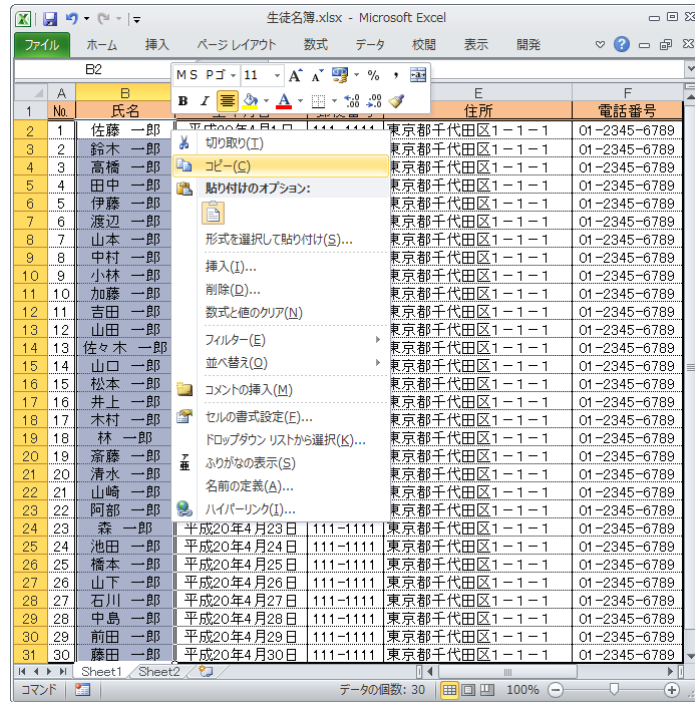 生徒名簿.xlsx - Microsoft Excel
ファイル ホーム 挿入 ページ レイアウト 数式 データ 校閲 表示 開発
B2
MS Pゴ 11 A A % ,
B I A
A B E F
1 No. 氏名 住所 電話番号
2 1 佐藤 一郎 東京都千代田区1-1-1 01-2345-6789
3 2 鈴木 一郎 東京都千代田区1-1-1 01-2345-6789
4 3 高橋 一郎 東京都千代田区1-1-1 01-2345-6789
5 4 田中 一郎 東京都千代田区1-1-1 01-2345-6789
6 5 伊藤 一郎 東京都千代田区1-1-1 01-2345-6789
7 6 渡辺 一郎 東京都千代田区1-1-1 01-2345-6789
8 7 山本 一郎 東京都千代田区1-1-1 01-2345-6789
9 8 中村 一郎 東京都千代田区1-1-1 01-2345-6789
10 9 小林 一郎 東京都千代田区1-1-1 01-2345-6789
11 10 加藤 一郎 東京都千代田区1-1-1 01-2345-6789
12 11 吉田 一郎 東京都千代田区1-1-1 01-2345-6789
13 12 山田 一郎 東京都千代田区1-1-1 01-2345-6789
14 13 佐々木 一郎 東京都千代田区1-1-1 01-2345-6789
15 14 山口 一郎 東京都千代田区1-1-1 01-2345-6789
16 15 松本 一郎 東京都千代田区1-1-1 01-2345-6789
17 16 井上 一郎 東京都千代田区1-1-1 01-2345-6789
18 17 木村 一郎 東京都千代田区1-1-1 01-2345-6789
19 18 林 一郎 東京都千代田区1-1-1 01-2345-6789
20 19 斎藤 一郎 東京都千代田区1-1-1 01-2345-6789
21 20 清水 一郎 東京都千代田区1-1-1 01-2345-6789
22 21 山崎 一郎 東京都千代田区1-1-1 01-2345-6789
23 22 阿部 一郎 東京都千代田区1-1-1 01-2345-6789
24 23 森 一郎 平成20年4月23日 111-1111 東京都千代田区1-1-1 01-2345-6789
25 24 池田 一郎 平成20年4月24日 111-1111 東京都千代田区1-1-1 01-2345-6789
26 25 橋本 一郎 平成20年4月25日 111-1111 東京都千代田区1-1-1 01-2345-6789
27 26 山下 一郎 平成20年4月26日 111-1111 東京都千代田区1-1-1 01-2345-6789
28 27 石川 一郎 平成20年4月27日 111-1111 東京都千代田区1-1-1 01-2345-6789
29 28 中島 一郎 平成20年4月28日 111-1111 東京都千代田区1-1-1 01-2345-6789
30 29 前田 一郎 平成20年4月29日 111-1111 東京都千代田区1-1-1 01-2345-6789
31 30 藤田 一郎 平成20年4月30日 111-1111 東京都千代田区1-1-1 01-2345-6789
切り取り(T)
コピー(C)
貼り付けのオプション:
形式を選択して貼り付け(S)...
挿入(I)...
削除(D)...
数式と値のクリア(N)
フィルター(E)
並べ替え(O)
コメントの挿入(M)
セルの書式設定(F)...
ドロップダウン リストから選択(K)...
ふりがなの表示(S)
名前の定義(A)...
ハイパーリンク(I)...
Sheet1 Sheet2
コマンド データの個数: 30 100%